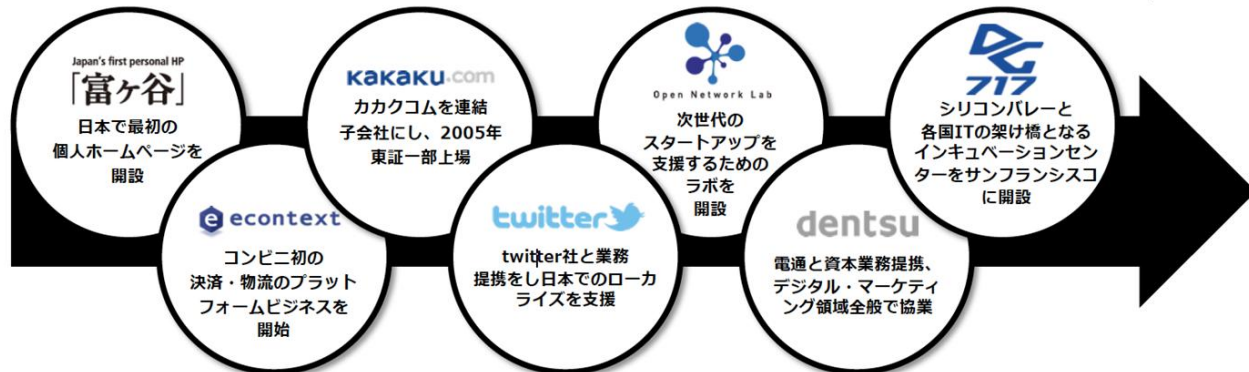 Japan's first personal HP
「富ヶ谷」
日本で最初の
個人ホームページを
開設
econtext
コンビニ初の
決済・物流のプラット
フォームビジネスを
開始
KaKaKU.com
カカクコムを連結
子会社にし、2005年
東証一部上場
twitter
twitter社と業務
提携をし日本でのローカ
ライズを支援
Open Network Lab
次世代の
スタートアップを
支援するための
ラボを
開設
dentsu
電通と資本業務提携、
デジタル・マーケティ
ング領域全般で協業
DG
717
シリコンバレーと
各国ITの架け橋となる
インキュベーションセン
ターをサンフランシスコ
に開設